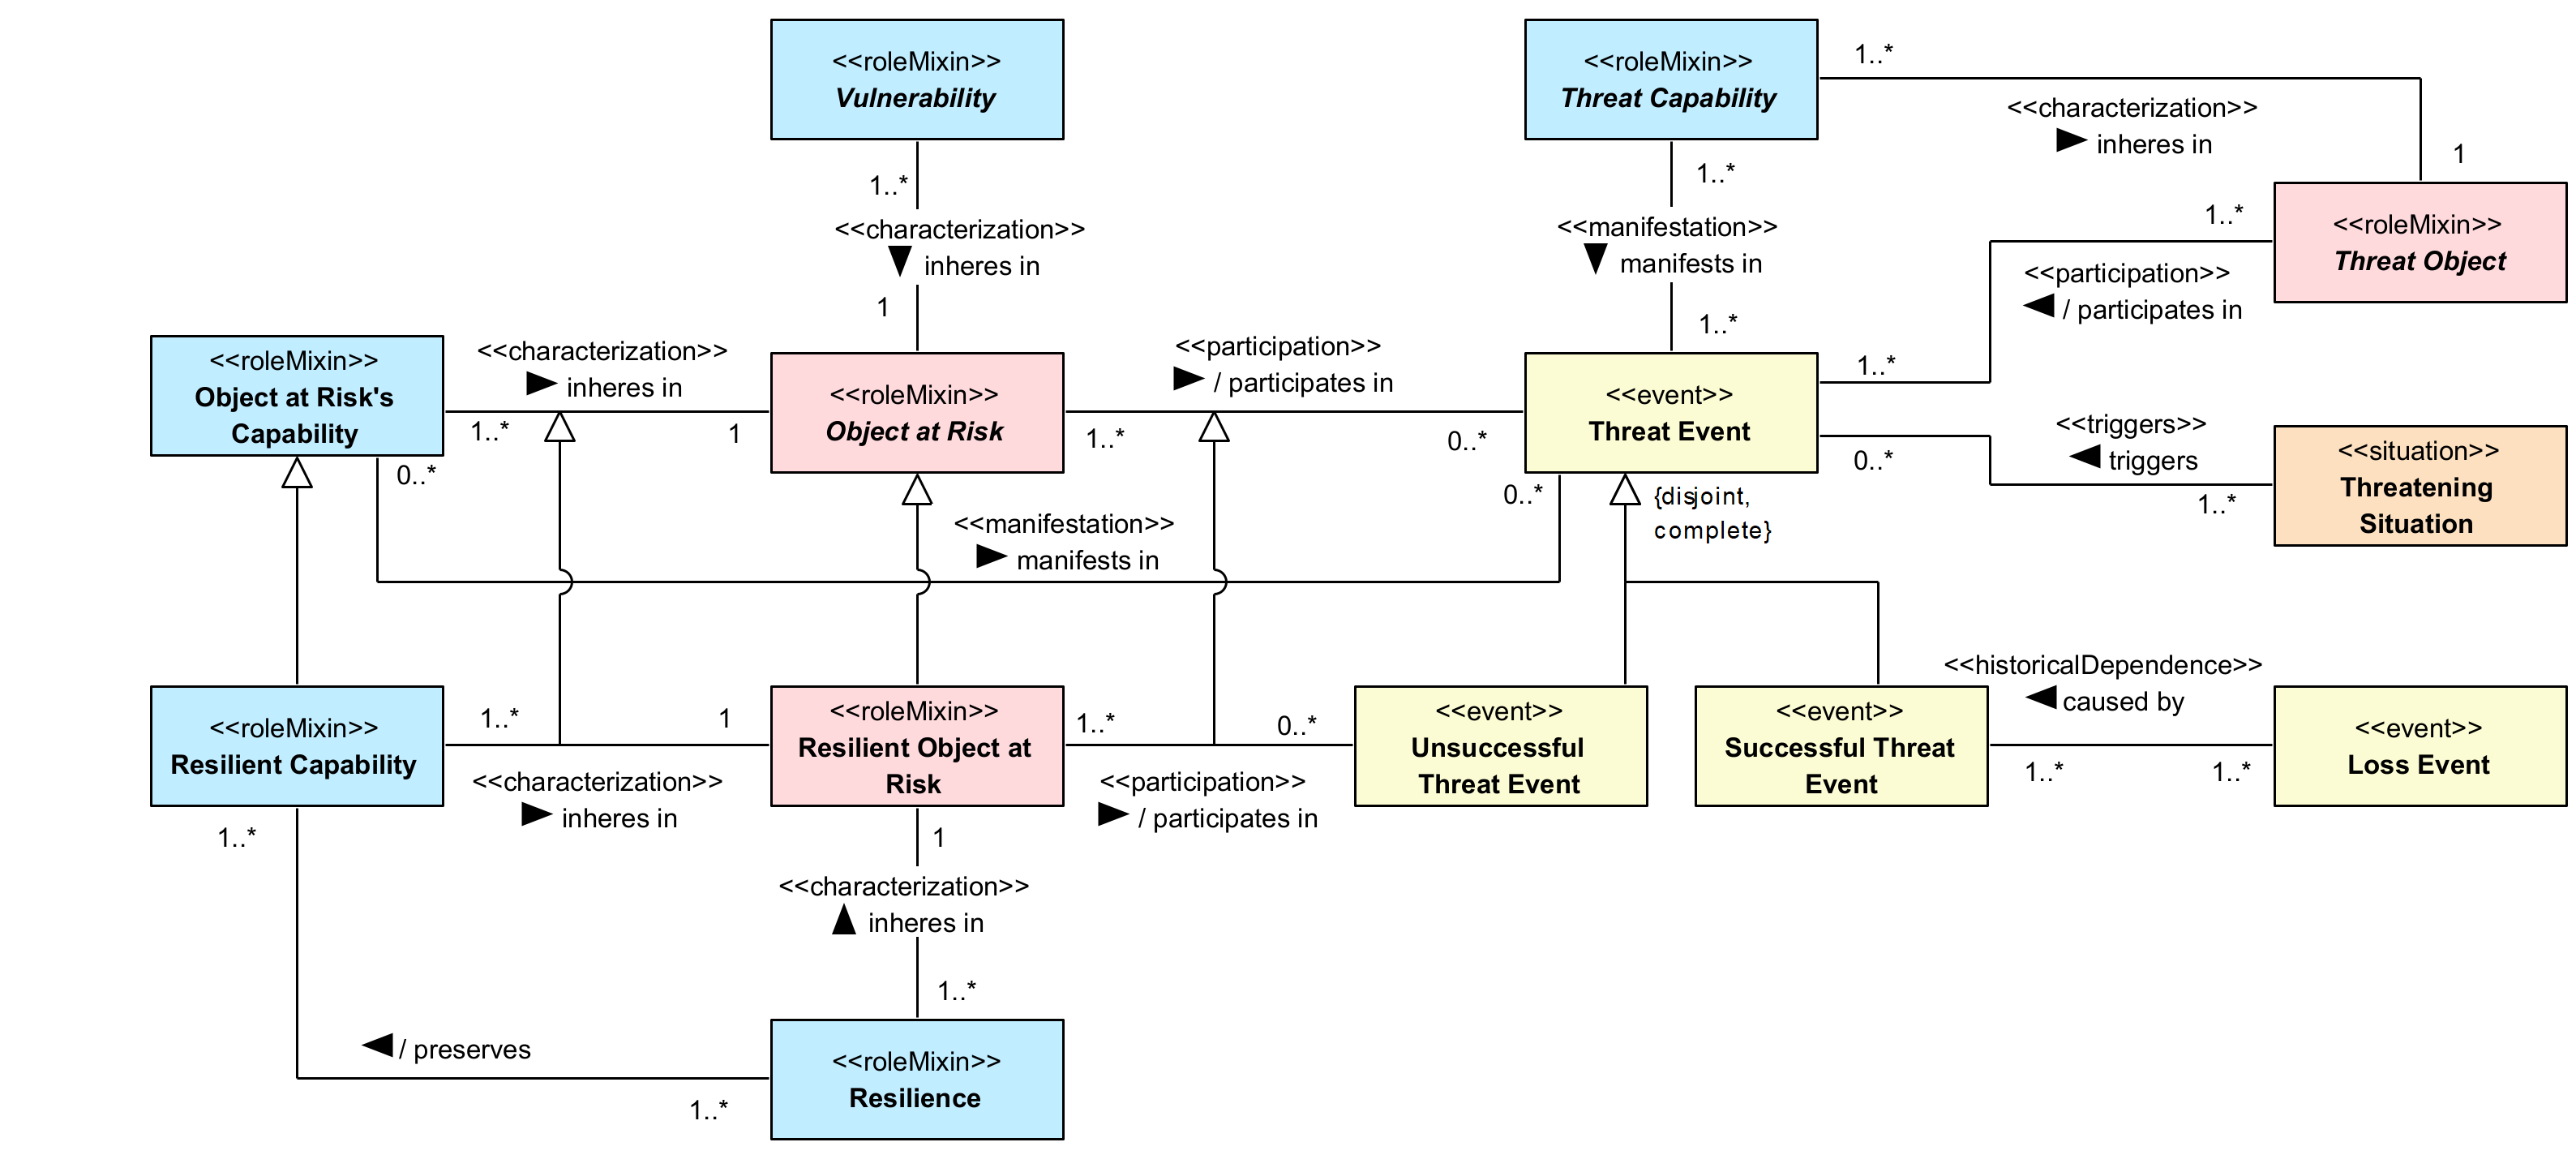 <<roleMixin>>
Vulnerability
<<roleMixin>>
Threat Capability
1..*
<<characterization>>
inheres in
1
1..*
<<characterization>>
inheres in
1
1..*
<<manifestation>>
manifests in
1..*
<<roleMixin>>
Threat Object
1..*
<<participation>>
/ participates in
1..*
<<roleMixin>>
Object at Risk's
Capability
<<characterization>>
inheres in
1..*
1
<<roleMixin>>
Object at Risk
<<participation>>
/ participates in
1..*
0..*
<<event>>
Threat Event
<<triggers>>
triggers
0..*
1..*
<<situation>>
Threatening
Situation
0..*
<<manifestation>>
manifests in
0..*
{disjoint,
complete}
<<roleMixin>>
Resilient Capability
1..*
1
<<characterization>>
inheres in
<<roleMixin>>
Resilient Object at
Risk
1..*
0..*
<<participation>>
/ participates in
<<event>>
Unsuccessful
Threat Event
<<event>>
Successful Threat
Event
<<historicalDependence>>
caused by
1..*
1..*
<<event>>
Loss Event
1..*
1
<<characterization>>
inheres in
1..*
/ preserves
1..*
<<roleMixin>>
Resilience